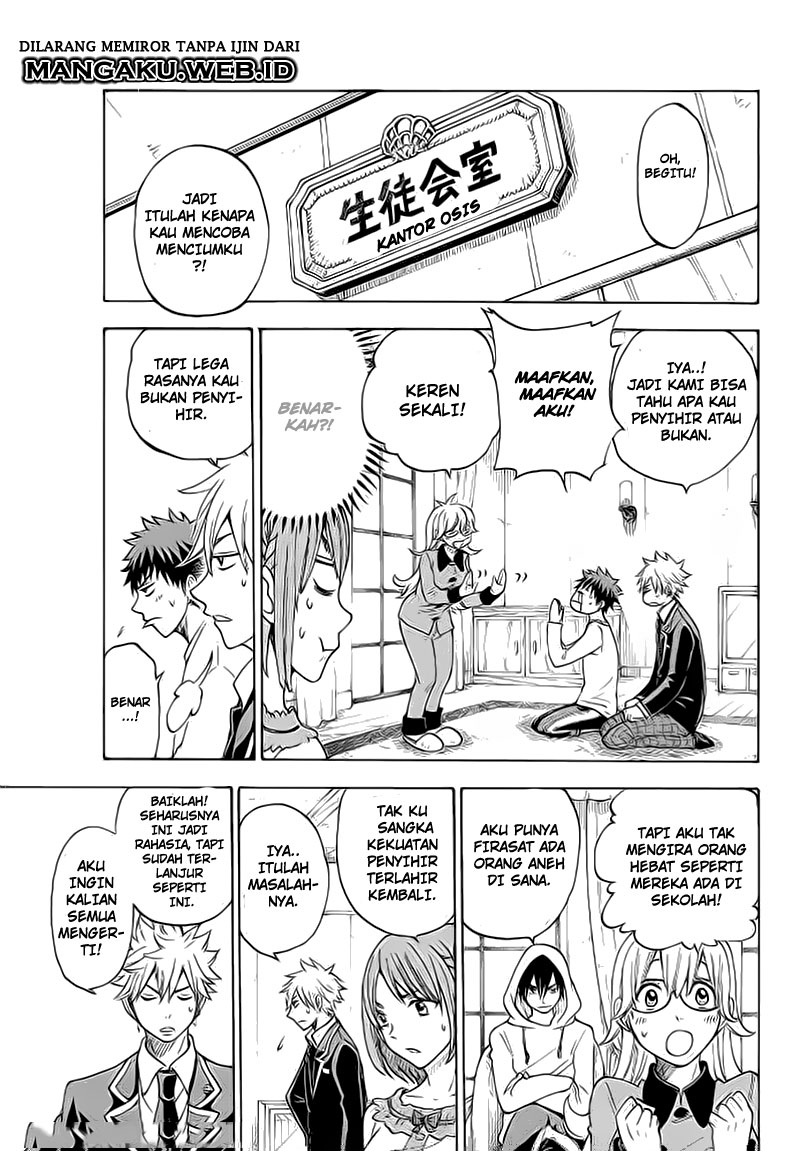 DILARANG MEMIROR TANPA IJIN DARI
MANGAKU.WEB.ID
OH,
BEGITU!
生徒会室
KANTOR OSIS
JADI
ITULAH KENAPA
KAU MENCOBA
MENCIUMKU
?!
IYA..!
JADI KAMI BISA
TAHU APA KAU
PENYIHIR ATAU
BUKAN.
MAAFKAN,
MAAFKAN
AKU!
KEREN
SEKALI!
BENAR-
KAH?!
TAPI LEGA
RASANYA KAU
BUKAN PENYI-
HIR.
BENAR
...!
TAPI AKU TAK
MENGIRA ORANG
HEBAT SEPERTI
MEREKA ADA DI
SEKOLAH!
AKU PUNYA
FIRASAT ADA
ORANG ANEH
DI SANA.
TAK KU
SANGKA
KEKUATAN
PENYIHIR
TERLAHIR
KEMBALI.
IYA..
ITULAH
MASALAH-
NYA.
BAIKLAH!
SEHARUSNYA
INI JADI
RAHASIA, TAPI
SUDAH TER-
LANJUR
SEPERTI
INI.
AKU
INGIN
KALIAN
SEMUA
MENGER-
TI!